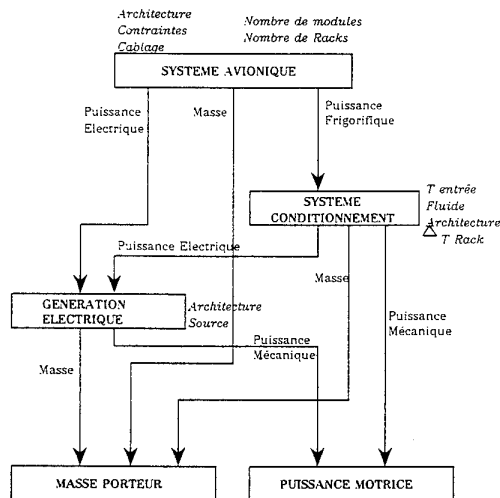 Architecture
Contraintes
Cablage
Nombre de modules
Nombre de Racks
SYSTEME AVIONIQUE
Puissance
Electrique
Masse
Puissance
Frigorifique
SYSTEME
CONDITIONNEMENT
T entrée
Fluide
Architecture
△ T Rack
Puissance Electrique
Masse
GENERATION
ELECTRIQUE
Architecture
Source
Puissance
Mécanique
Puissance
Mécanique
Masse
MASSE PORTEUR
PUISSANCE MOTRICE